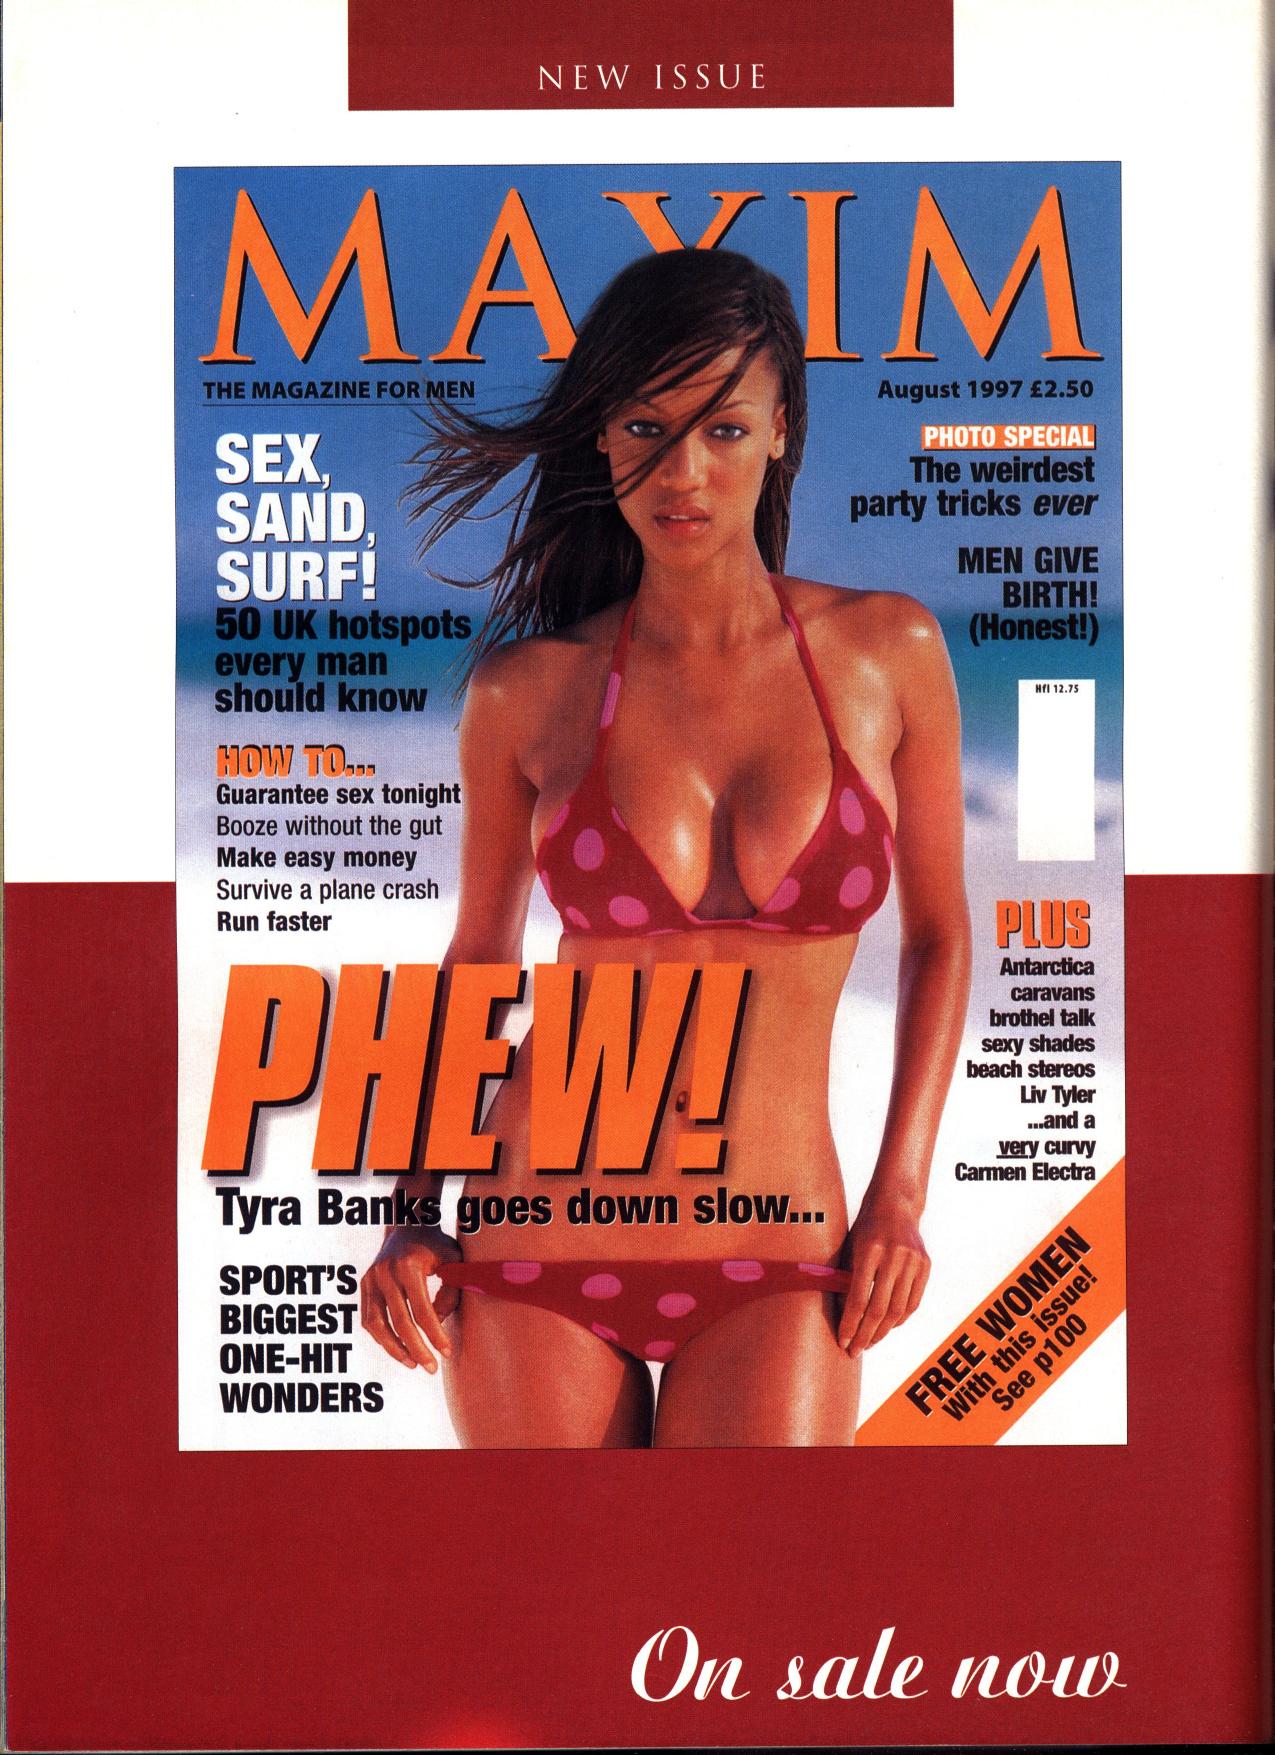 NEW ISSUE
MAXIM
THE MAGAZINE FOR MEN
August 1997 £2.50
SEX,
SAND,
SURF!
50 UK hotspots
every man
should know
HOW TO...
Guarantee sex tonight
Booze without the gut
Make easy money
Survive a plane crash
Run faster
PHOTO SPECIAL
The weirdest
party tricks ever
MEN GIVE
BIRTH!
(Honest!)
Hfl 12.75
PHEW!
Tyra Banks goes down slow...
SPORT'S
BIGGEST
ONE-HIT
WONDERS
PLUS
Antarctica
caravans
brothel talk
sexy shades
beach stereos
Liv Tyler
...and a
very curvy
Carmen Electra
FREE WOMEN
With this issue!
See p100
On sale now